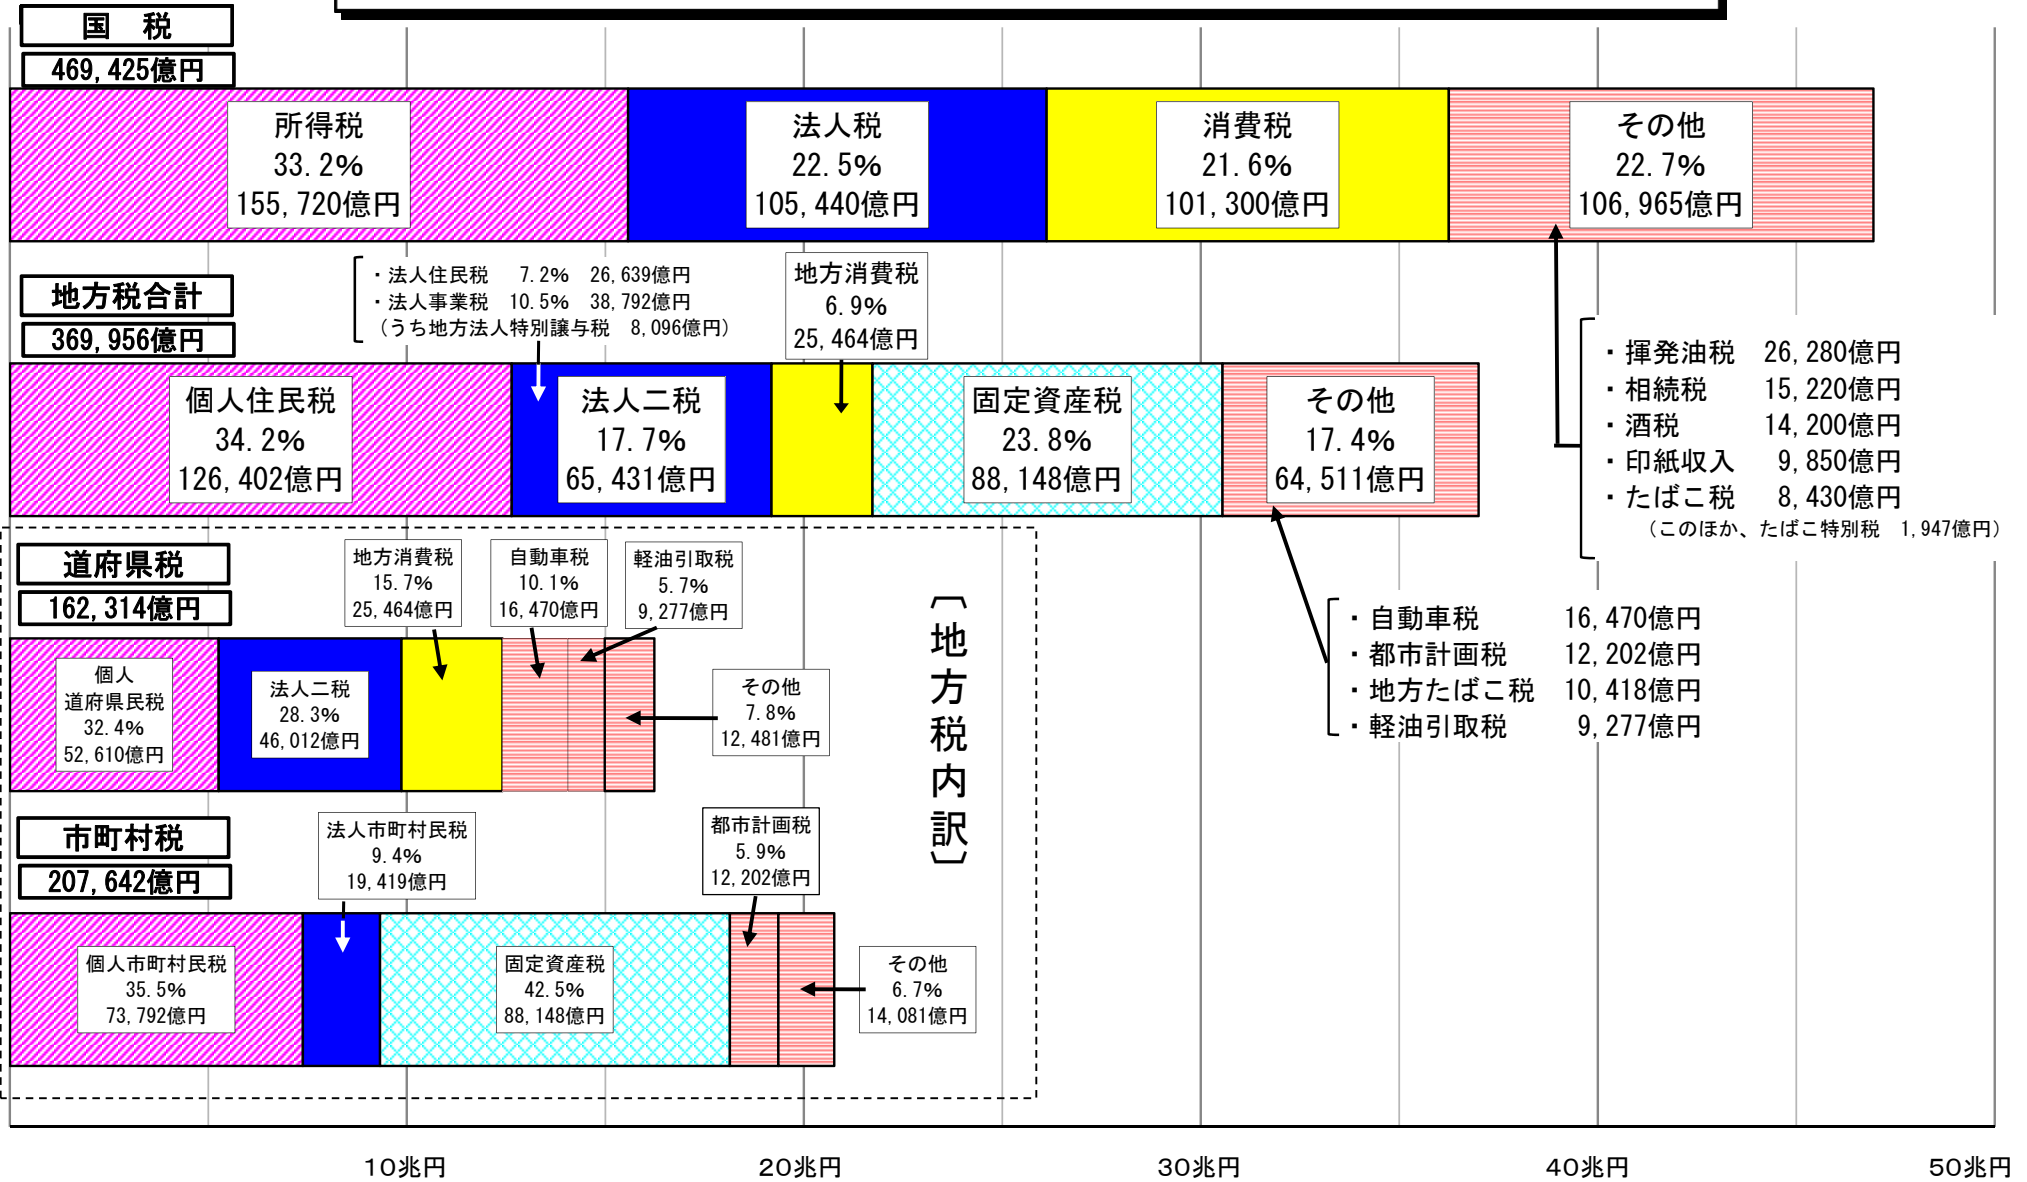 国　税
469,425億円
所得税
33.2%
155,720億円
法人税
22.5%
105,440億円
消費税
21.6%
101,300億円
その他
22.7%
106,965億円
地方税合計
369,956億円
・法人住民税　7.2%　26,639億円
・法人事業税　10.5%　38,792億円
（うち地方法人特別譲与税　8,096億円）
地方消費税
6.9%
25,464億円
個人住民税
34.2%
126,402億円
法人二税
17.7%
65,431億円
固定資産税
23.8%
88,148億円
その他
17.4%
64,511億円
・揮発油税　26,280億円
・相続税　15,220億円
・酒税　14,200億円
・印紙収入　9,850億円
・たばこ税　8,430億円
（このほか、たばこ特別税　1,947億円）
・自動車税　16,470億円
・都市計画税　12,202億円
・地方たばこ税　10,418億円
・軽油引取税　9,277億円
道府県税
162,314億円
地方消費税
15.7%
25,464億円
自動車税
10.1%
16,470億円
軽油引取税
5.7%
9,277億円
個人
道府県民税
32.4%
52,610億円
法人二税
28.3%
46,012億円
その他
7.8%
12,481億円
〔地方税内訳〕
市町村税
207,642億円
法人市町村民税
9.4%
19,419億円
都市計画税
5.9%
12,202億円
個人市町村民税
35.5%
73,792億円
固定資産税
42.5%
88,148億円
その他
6.7%
14,081億円
10兆円
20兆円
30兆円
40兆円
50兆円